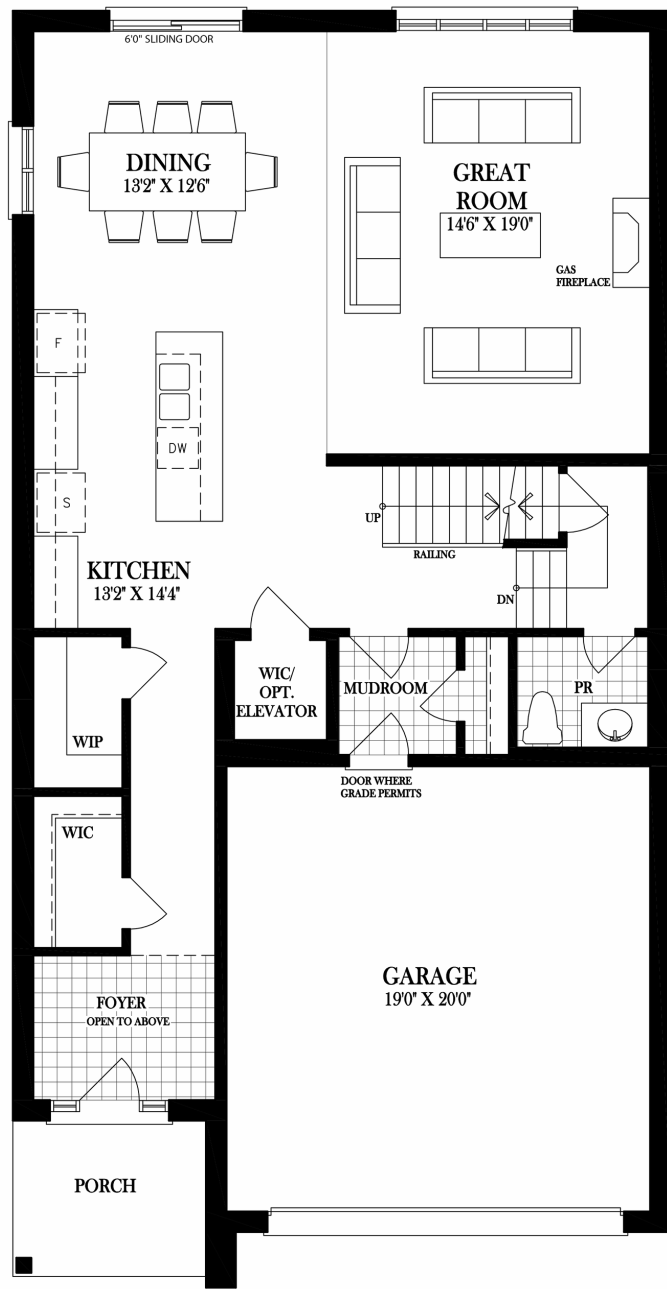 6'0" SLIDING DOOR
DINING
13'2" X 12'6"
GREAT
ROOM
14'6" X 19'0"
GAS
FIREPLACE
F
DW
S
UP
RAILING
KITCHEN
13'2" X 14'4"
DN
WIC/
OPT.
ELEVATOR
MUDROOM
PR
WIP
DOOR WHERE
GRADE PERMITS
WIC
GARAGE
19'0" X 20'0"
FOYER
OPEN TO ABOVE
PORCH